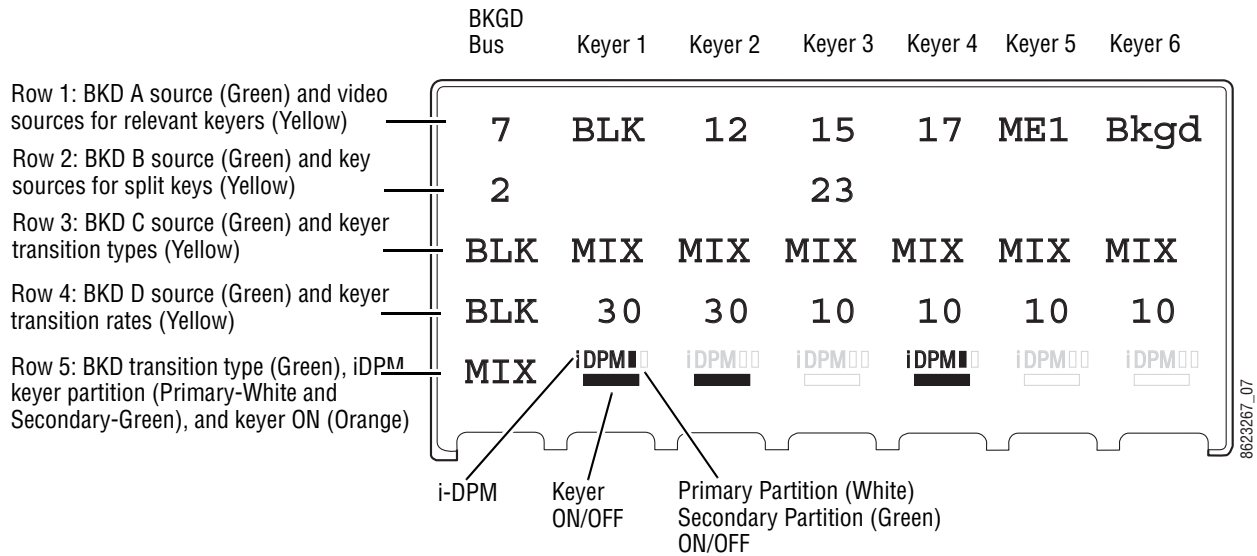 BKGD
Bus
Keyer 1
Keyer 2
Keyer 3
Keyer 4
Keyer 5
Keyer 6
Row 1: BKD A source (Green) and video
sources for relevant keyers (Yellow)
7 BLK 12 15 17 ME1 Bkgd
Row 2: BKD B source (Green) and key
sources for split keys (Yellow)
2 23
Row 3: BKD C source (Green) and keyer
transition types (Yellow)
BLK MIX MIX MIX MIX MIX MIX
Row 4: BKD D source (Green) and keyer
transition rates (Yellow)
BLK 30 30 10 10 10 10
Row 5: BKD transition type (Green), iDPM
keyer partition (Primary-White and
Secondary-Green), and keyer ON (Orange)
MIX iDPM iDPM iDPM iDPM iDPM iDPM
i-DPM
Keyer
ON/OFF
Primary Partition (White)
Secondary Partition (Green)
ON/OFF
8623267_07